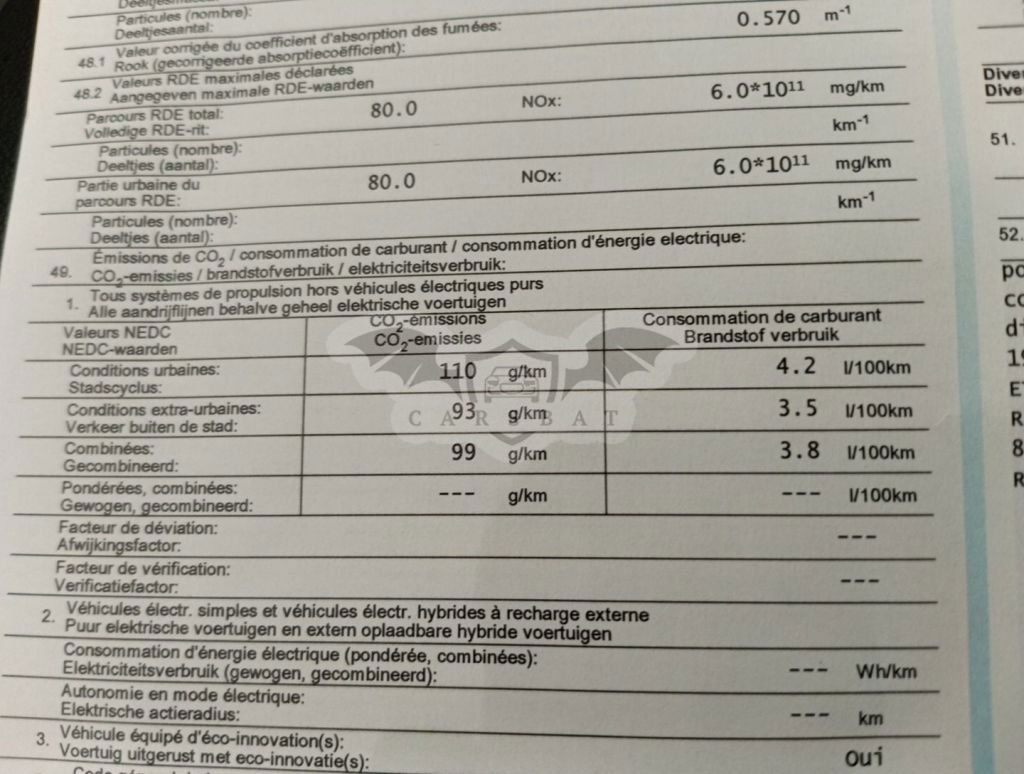 Particules (nombre):
Deeltjesaantal:
48.1 Valeur corrigée du coefficient d'absorption des fumées: 0.570 m-1
Rook (gecorrigeerde absorptiecoëfficient):
48.2 Valeurs RDE maximales déclarées
Aangegeven maximale RDE-waarden
Parcours RDE total: 80.0 NOx: 6.0*10¹¹ mg/km
Volledige RDE-rit:
Particules (nombre): km-1
Deeltjes (aantal):
Partie urbaine du 80.0 NOx: 6.0*10¹¹ mg/km
parcours RDE:
Particules (nombre): km-1
Deeltjes (aantal):
49. Émissions de CO₂ / consommation de carburant / consommation d'énergie electrique:
CO₂-emissies / brandstofverbruik / elektriciteitsverbruik:
1. Tous systèmes de propulsion hors véhicules électriques purs
Alle aandrijflijnen behalve geheel elektrische voertuigen
Valeurs NEDC CO₂-émissions Consommation de carburant
NEDC-waarden CO₂-emissies Brandstof verbruik
Conditions urbaines: 110 g/km 4.2 l/100km
Stadscyclus:
Conditions extra-urbaines: 93 g/km 3.5 l/100km
Verkeer buiten de stad:
CAR BAT
Combinées: 99 g/km 3.8 l/100km
Gecombineerd:
Pondérées, combinées: --- g/km --- l/100km
Gewogen, gecombineerd:
Facteur de déviation: ---
Afwijkingsfactor:
Facteur de vérification: ---
Verificatiefactor:
2. Véhicules électr. simples et véhicules électr. hybrides à recharge externe
Puur elektrische voertuigen en extern oplaadbare hybride voertuigen
Consommation d'énergie électrique (pondérée, combinées): --- Wh/km
Elektriciteitsverbruik (gewogen, gecombineerd):
Autonomie en mode électrique: --- km
Elektrische actieradius:
3. Véhicule équipé d'éco-innovation(s): oui
Voertuig uitgerust met eco-innovatie(s):
51.
52.